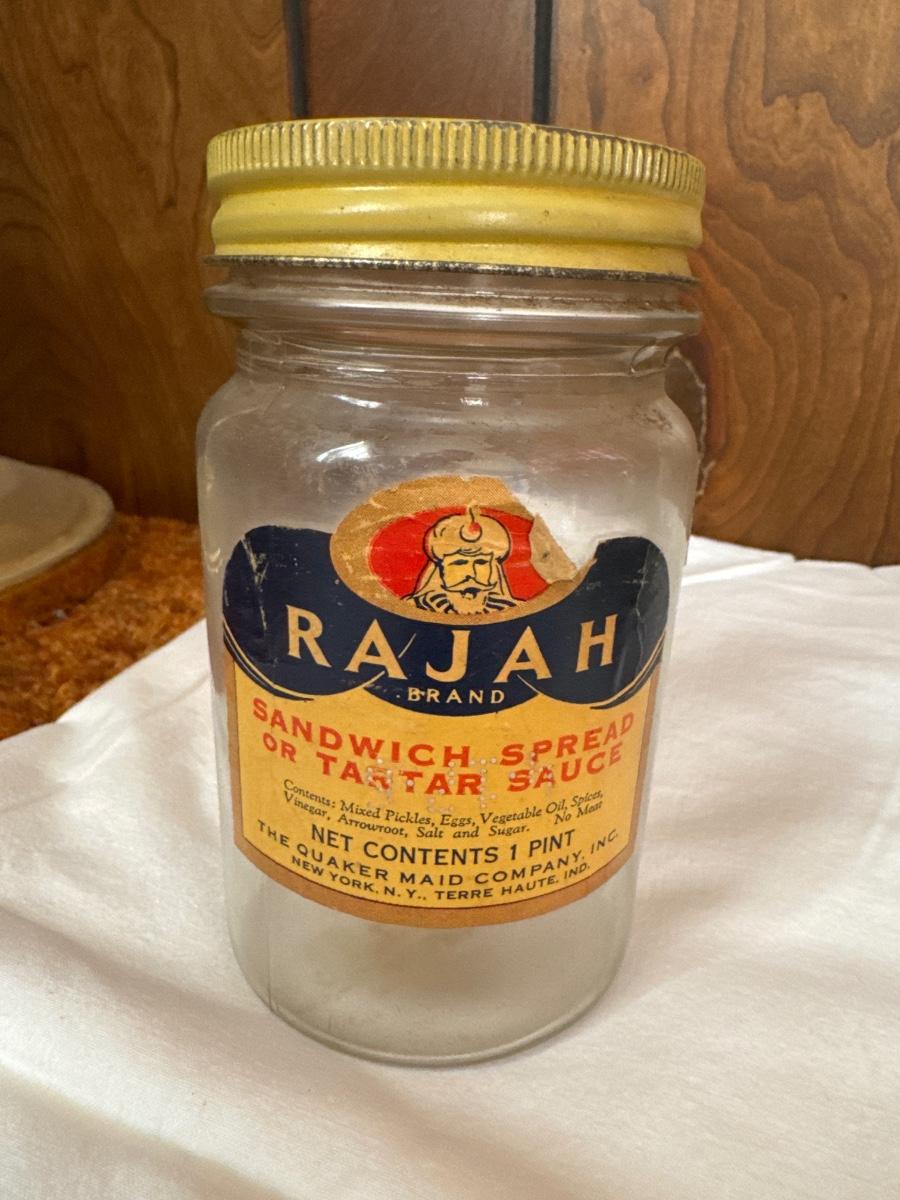 RAJAH
BRAND
SANDWICH SPREAD
OR TARTAR SAUCE
Contents: Mixed Pickles, Eggs, Vegetable Oil, Spices,
Vinegar, Arrowroot, Salt and Sugar. No Meat
NET CONTENTS 1 PINT
THE QUAKER MAID COMPANY, INC.
NEW YORK, N.Y., TERRE HAUTE, IND.